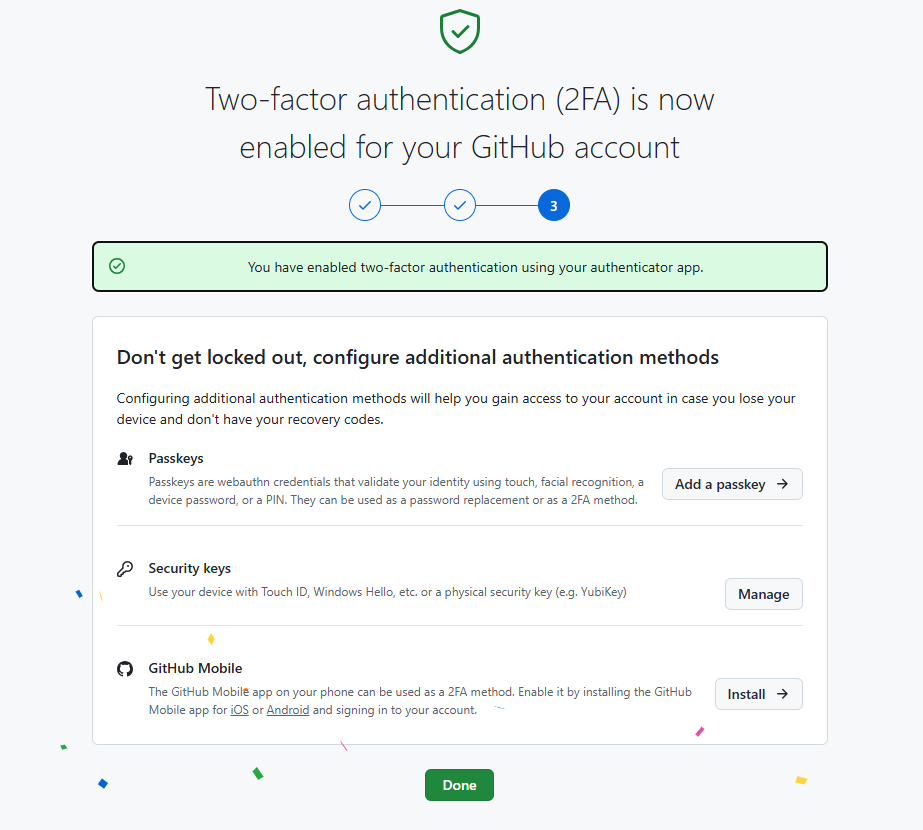 Two-factor authentication (2FA) is now
enabled for your GitHub account
3
You have enabled two-factor authentication using your authenticator app.
Don't get locked out, configure additional authentication methods
Configuring additional authentication methods will help you gain access to your account in case you lose your
device and don't have your recovery codes.
Passkeys
Passkeys are webauthn credentials that validate your identity using touch, facial recognition, a
device password, or a PIN. They can be used as a password replacement or as a 2FA method.
Add a passkey
Security keys
Use your device with Touch ID, Windows Hello, etc. or a physical security key (e.g. YubiKey)
Manage
GitHub Mobile
The GitHub Mobile app on your phone can be used as a 2FA method. Enable it by installing the GitHub
Mobile app for iOS or Android and signing in to your account.
Install
Done